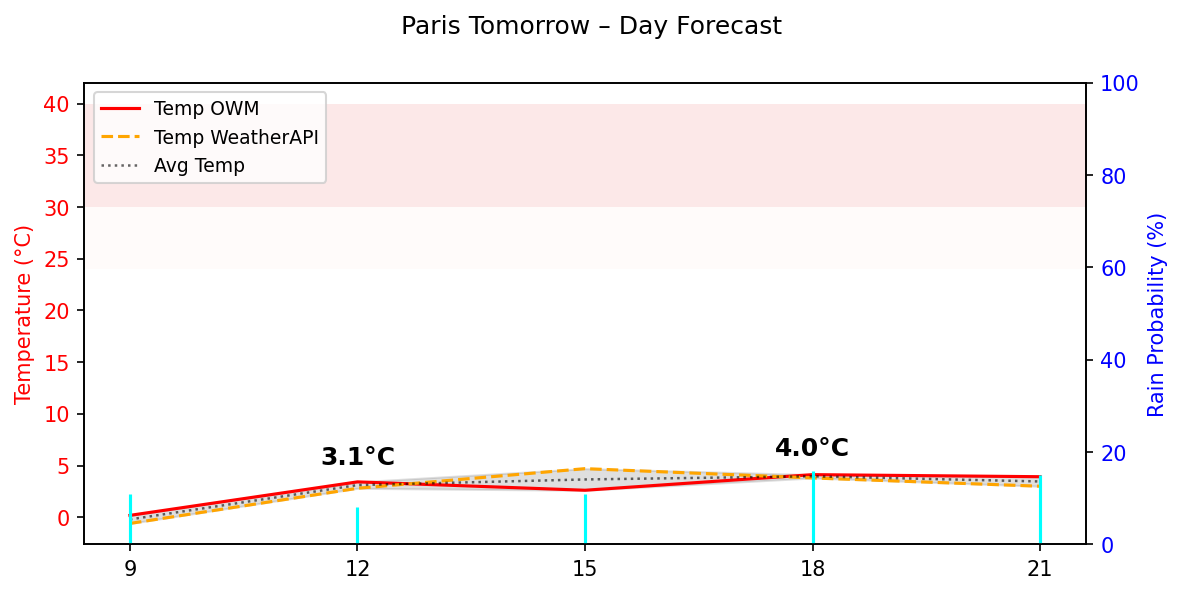 Paris Tomorrow – Day Forecast
Temp OWM
Temp WeatherAPI
Avg Temp
Temperature (°C)
40
35
30
25
20
15
10
5
0
3.1°C
4.0°C
100
80
60
40
20
0
Rain Probability (%)
9
12
15
18
21